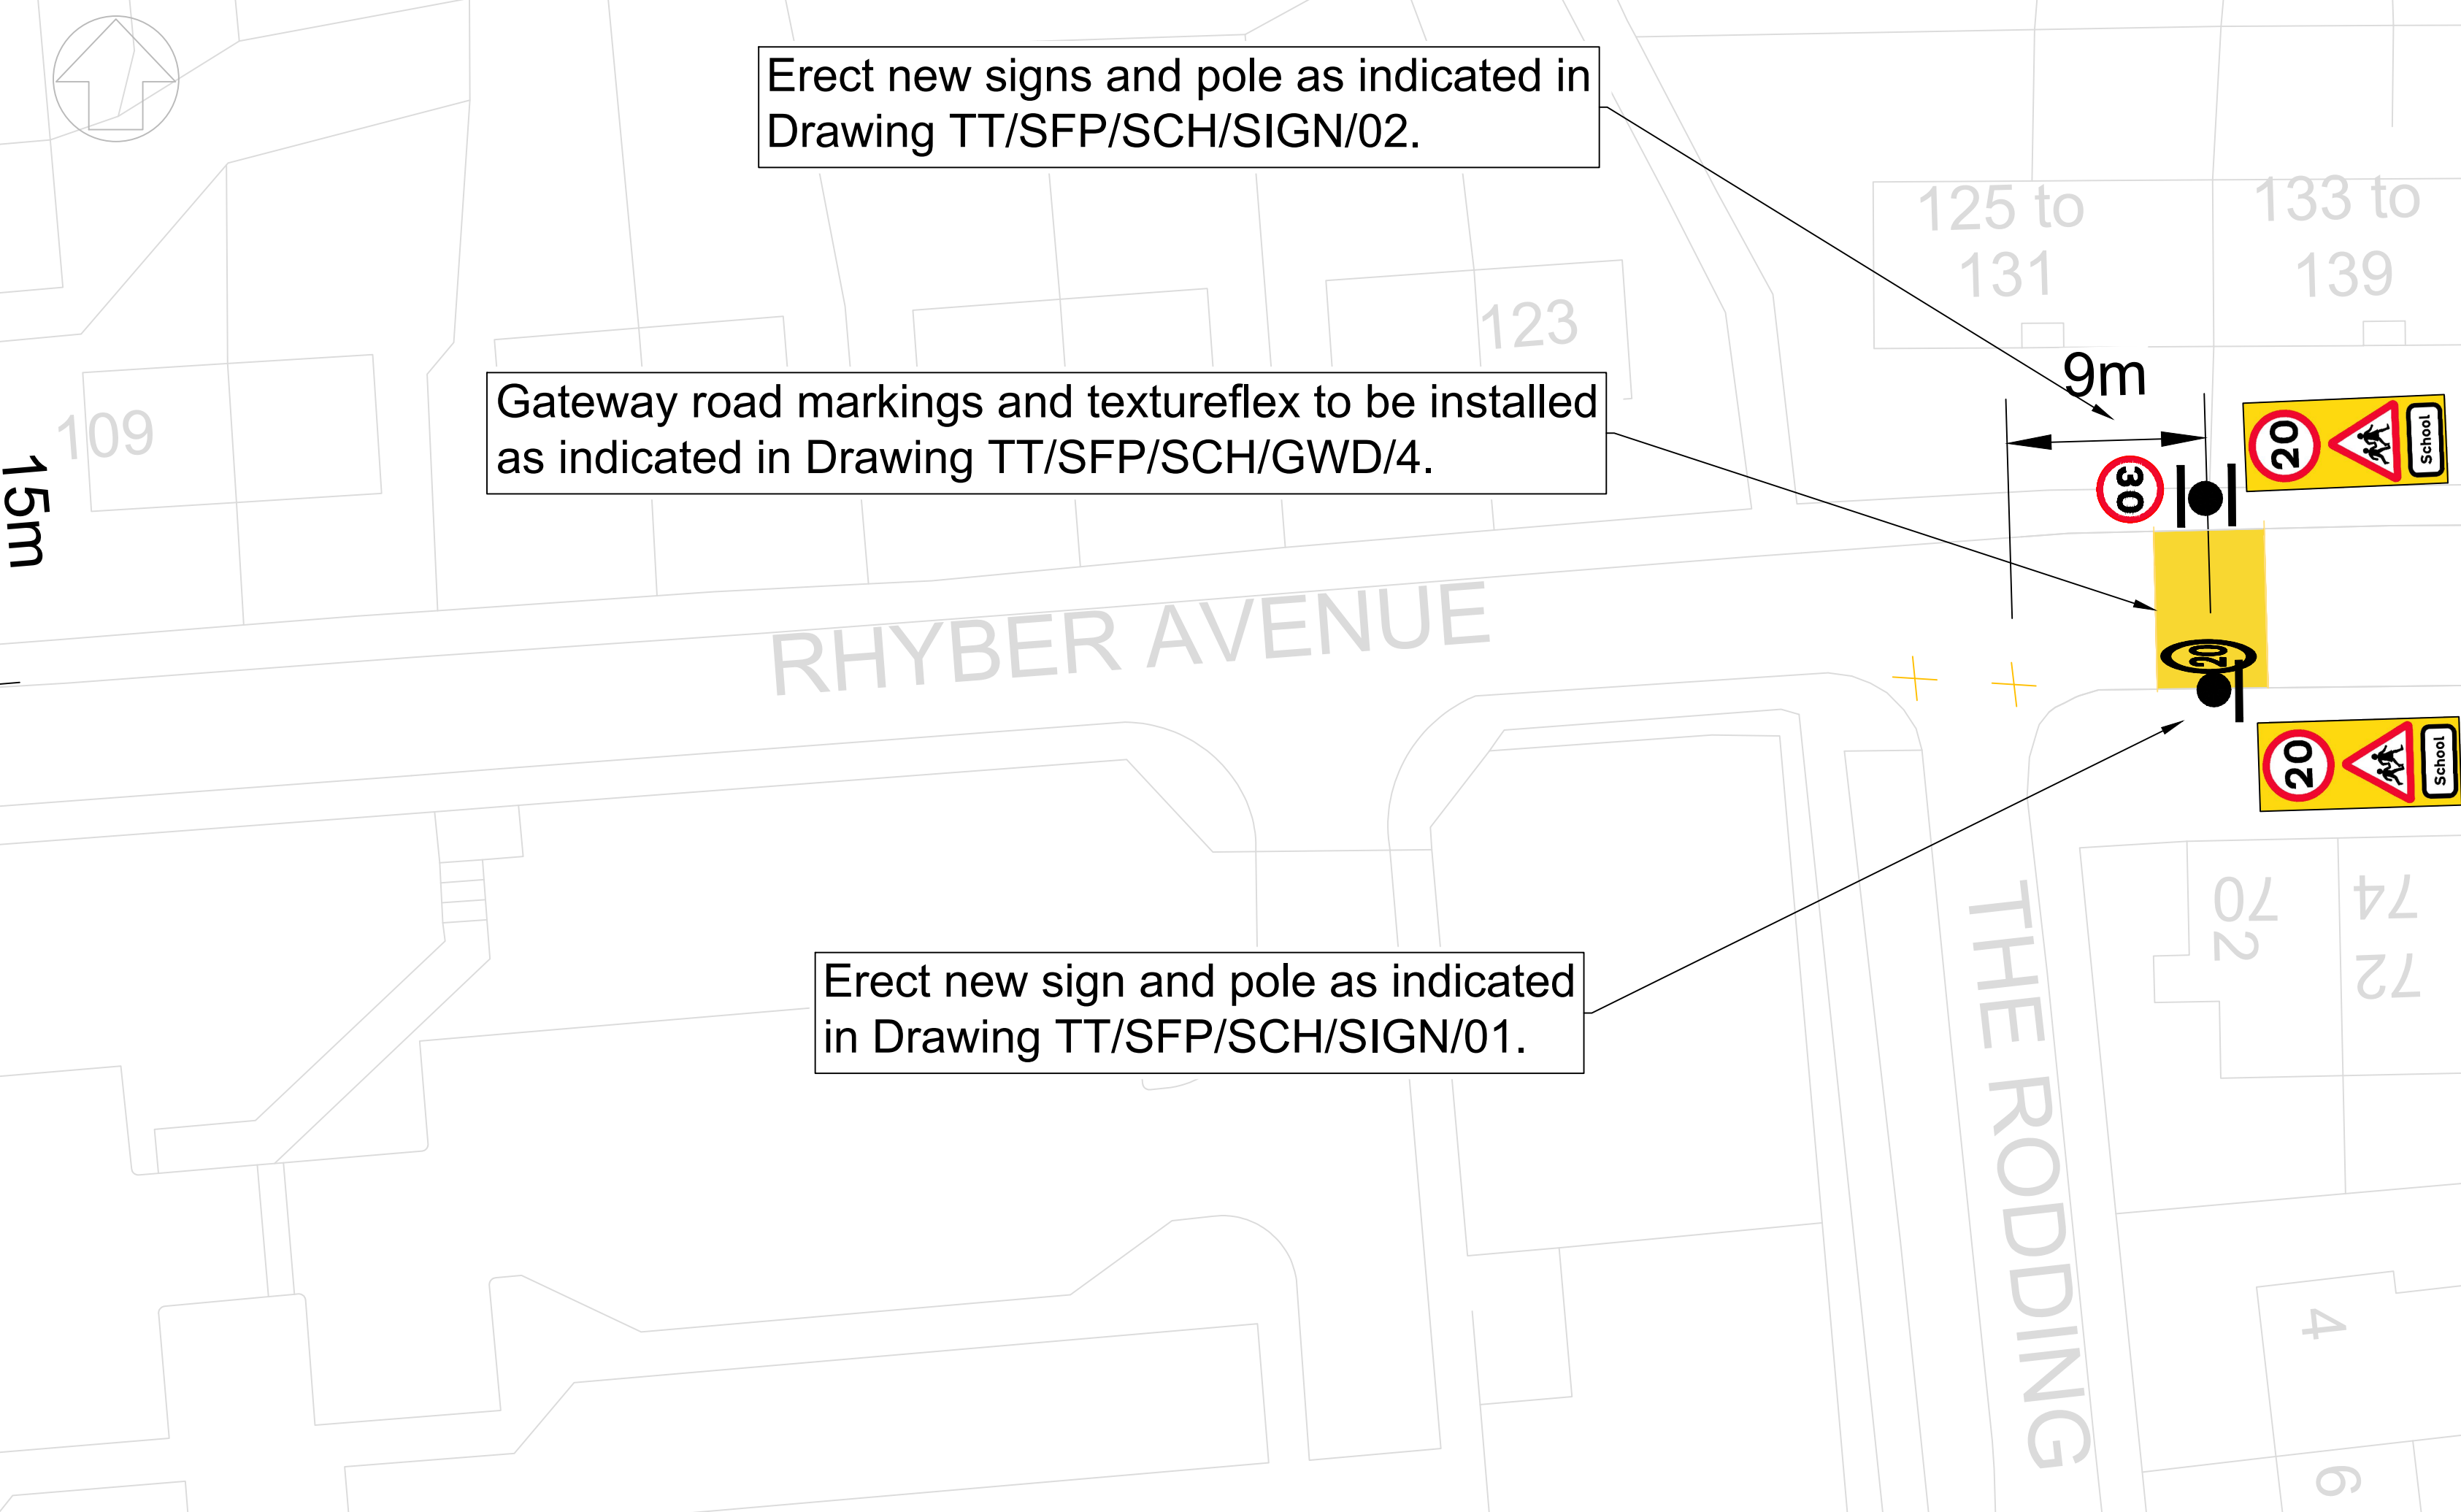 Erect new signs and pole as indicated in
Drawing TT/SFP/SCH/SIGN/02.
125 to
131
133 to
139
123
9m
Gateway road markings and textureflex to be installed
as indicated in Drawing TT/SFP/SCH/GWD/4.
109
15m
20
School
30
RHYBER AVENUE
20
20
School
Erect new sign and pole as indicated
in Drawing TT/SFP/SCH/SIGN/01.
THE RODDING
70
2
74
72
4
6